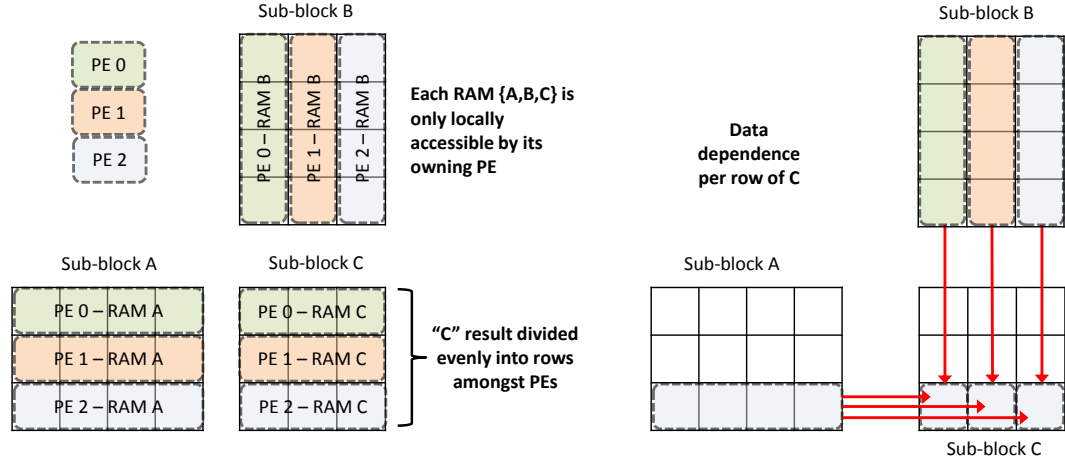 Sub-block B
PE 0
PE 1
PE 2
PE 0 – RAM B
PE 1 – RAM B
PE 2 – RAM B
Each RAM {A,B,C} is
only locally
accessible by its
owning PE
Sub-block A
PE 0 – RAM A
PE 1 – RAM A
PE 2 – RAM A
Sub-block C
PE 0 – RAM C
PE 1 – RAM C
PE 2 – RAM C
“C” result divided
evenly into rows
amongst PEs
Sub-block B
Data
dependence
per row of C
Sub-block A
Sub-block C